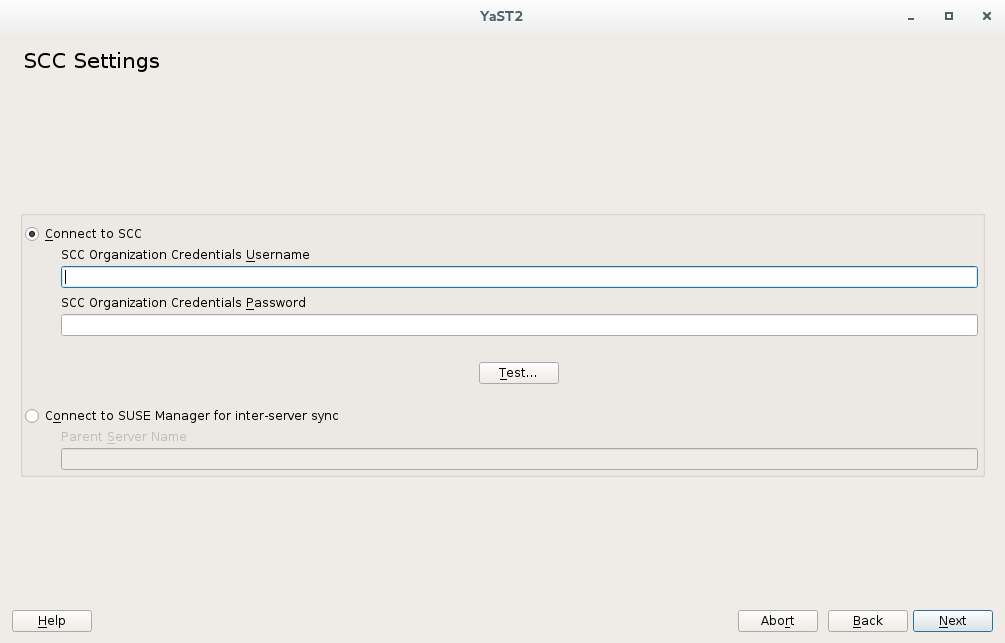 YaST2
SCC Settings
Connect to SCC
SCC Organization Credentials Username
SCC Organization Credentials Password
Test...
Connect to SUSE Manager for inter-server sync
Parent Server Name
Help
Abort
Back
Next